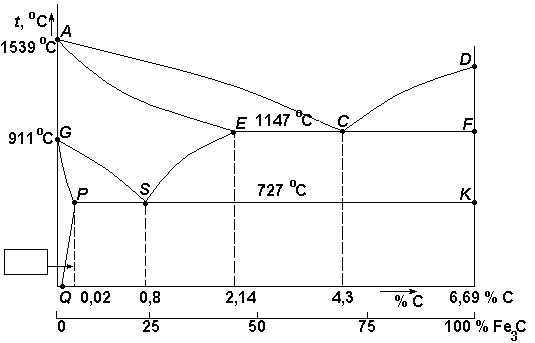 t, °C
A
1539 °C
D
E
1147 °C
C
F
911 °C
G
P
S
727 °C
K
Q
0,02
0,8
2,14
4,3
% C
6,69 % C
0
25
50
75
100 % Fe₃C